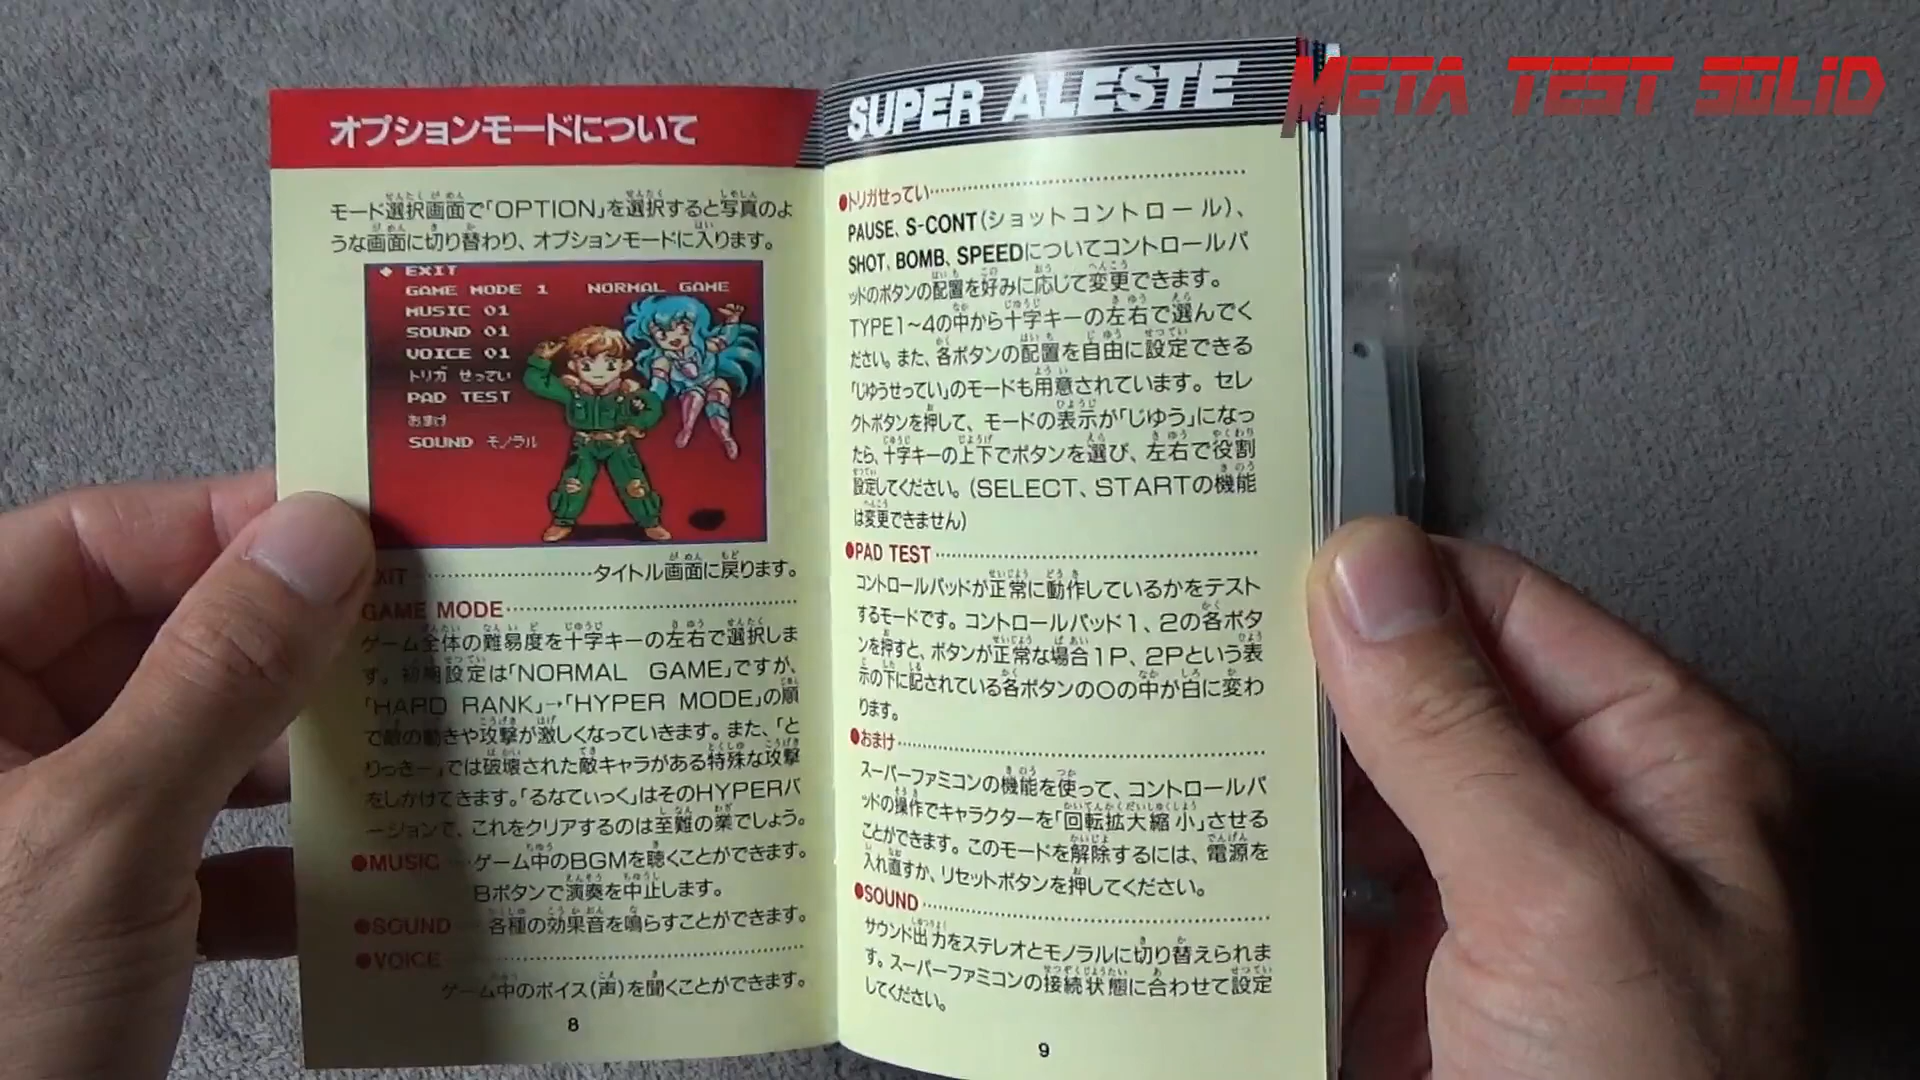 META TEST SOLiD
オプションモードについて
モード選択画面で「OPTION」を選択すると写真のよ
うな画面に切り替わり、オプションモードに入ります。
EXIT
GAME MODE 1 NORMAL GAME
MUSIC 01
SOUND 01
VOICE 01
トリガ せってい
PAD TEST
おまけ
SOUND モノラル
XIT タイトル画面に戻ります。
GAME MODE
ゲーム全体の難易度を十字キーの左右で選択しま
す。初期設定は「NORMAL GAME」ですが、
「HARD RANK」→「HYPER MODE」の順
で敵の動きや攻撃が激しくなっていきます。また、「と
りっきー」では破壊された敵キャラがある特殊な攻撃
をしかけてきます。「るなてぃっく」はそのHYPERバ
ージョンで、これをクリアするのは至難の業でしょう。
●MUSIC ゲーム中のBGMを聴くことができます。
Bボタンで演奏を中止します。
●SOUND 各種の効果音を鳴らすことができます。
●VOICE
ゲーム中のボイス(声)を聞くことができます。
8
SUPER ALESTE
●トリガせってい
PAUSE、S-CONT(ショットコントロール)、
SHOT、BOMB、SPEEDについてコントロールパ
ッドのボタンの配置を好みに応じて変更できます。
TYPE1~4の中から十字キーの左右で選んでく
ださい。また、各ボタンの配置を自由に設定できる
「じゆうせってい」のモードも用意されています。セレ
クトボタンを押して、モードの表示が「じゆう」になっ
たら、十字キーの上下でボタンを選び、左右で役割
設定してください。(SELECT、STARTの機能
は変更できません)
●PAD TEST
コントロールパッドが正常に動作しているかをテスト
するモードです。コントロールパッド1、2の各ボタ
ンを押すと、ボタンが正常な場合1P、2Pという表
示の下に記されている各ボタンの○の中が白に変わ
ります。
●おまけ
スーパーファミコンの機能を使って、コントロールパ
ッドの操作でキャラクターを「回転拡大縮小」させる
ことができます。このモードを解除するには、電源を
入れ直すか、リセットボタンを押してください。
●SOUND
サウンド出力をステレオとモノラルに切り替えられま
す。スーパーファミコンの接続状態に合わせて設定
してください。
9